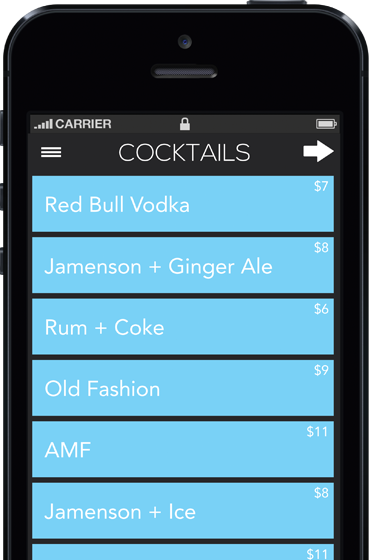 CARRIER
COCKTAILS
$7
Red Bull Vodka
$8
Jamenson + Ginger Ale
$6
Rum + Coke
$9
Old Fashion
$11
AMF
$8
Jamenson + Ice
$11